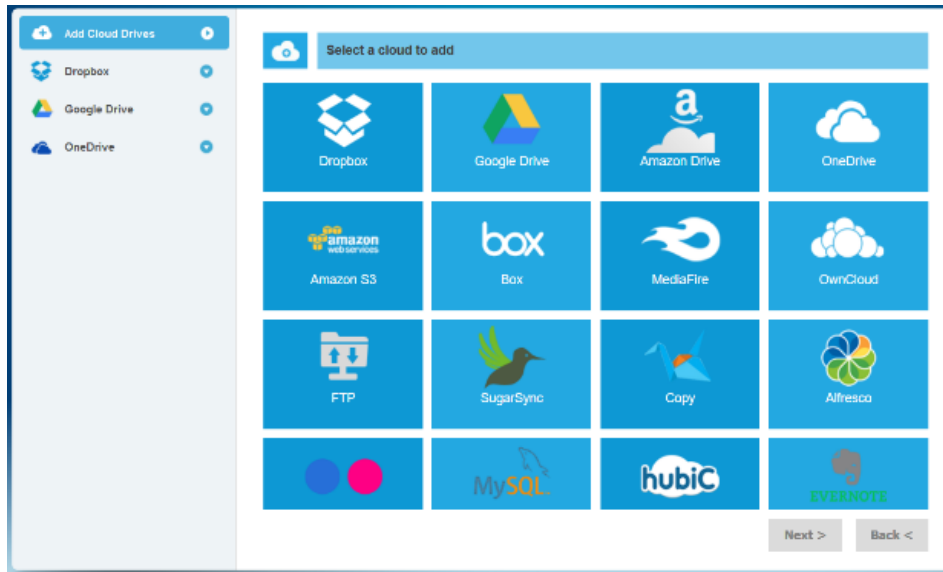 Add Cloud Drives
Dropbox
Google Drive
OneDrive
Select a cloud to add
Dropbox
Google Drive
a
Amazon Drive
OneDrive
amazon
web services
Amazon S3
box
Box
MediaFire
OwnCloud
FTP
SugarSync
Copy
Alfresco
MySQL
hubiC
EVERNOTE
Next >
Back <